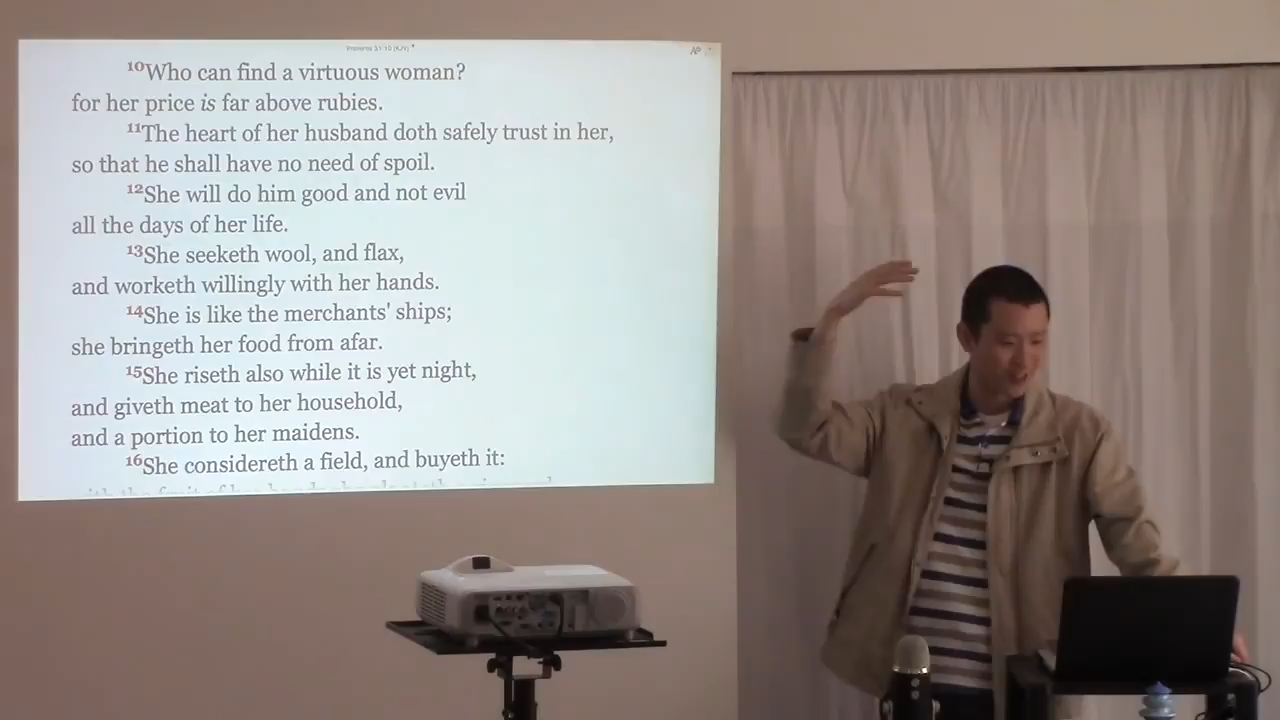 Proverbs 31:10 (KJV)
10Who can find a virtuous woman?
for her price is far above rubies.
11The heart of her husband doth safely trust in her,
so that he shall have no need of spoil.
12She will do him good and not evil
all the days of her life.
13She seeketh wool, and flax,
and worketh willingly with her hands.
14She is like the merchants' ships;
she bringeth her food from afar.
15She riseth also while it is yet night,
and giveth meat to her household,
and a portion to her maidens.
16She considereth a field, and buyeth it: